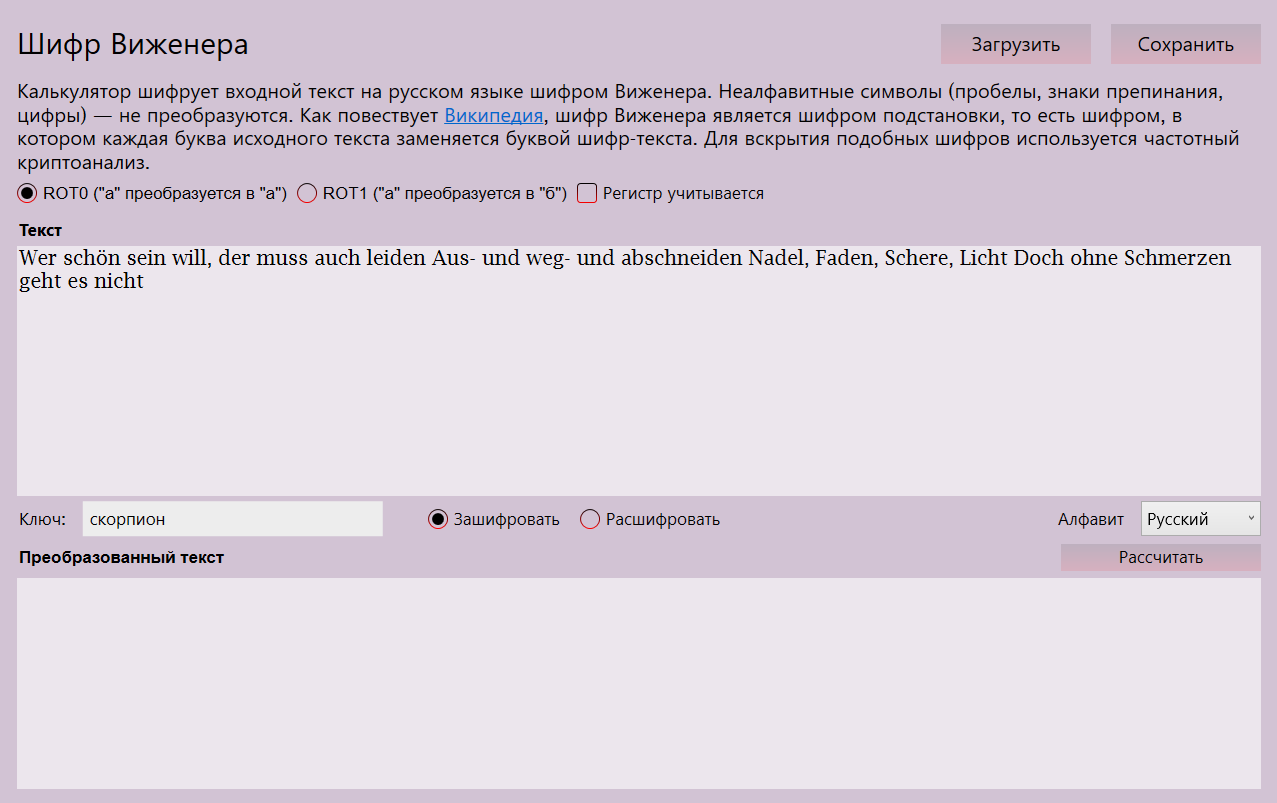 Шифр Виженера
Загрузить
Сохранить
Калькулятор шифрует входной текст на русском языке шифром Виженера. Неалфавитные символы (пробелы, знаки препинания,
цифры) — не преобразуются. Как повествует Википедия, шифр Виженера является шифром подстановки, то есть шифром, в
котором каждая буква исходного текста заменяется буквой шифр-текста. Для вскрытия подобных шифров используется частотный
криптоанализ.
ROT0 ("а" преобразуется в "а") ROT1 ("а" преобразуется в "б") Регистр учитывается
Текст
Wer schön sein will, der muss auch leiden Aus- und weg- und abschneiden Nadel, Faden, Schere, Licht Doch ohne Schmerzen
geht es nicht
Ключ: скорпион Зашифровать Расшифровать Алфавит Русский
Преобразованный текст
Рассчитать